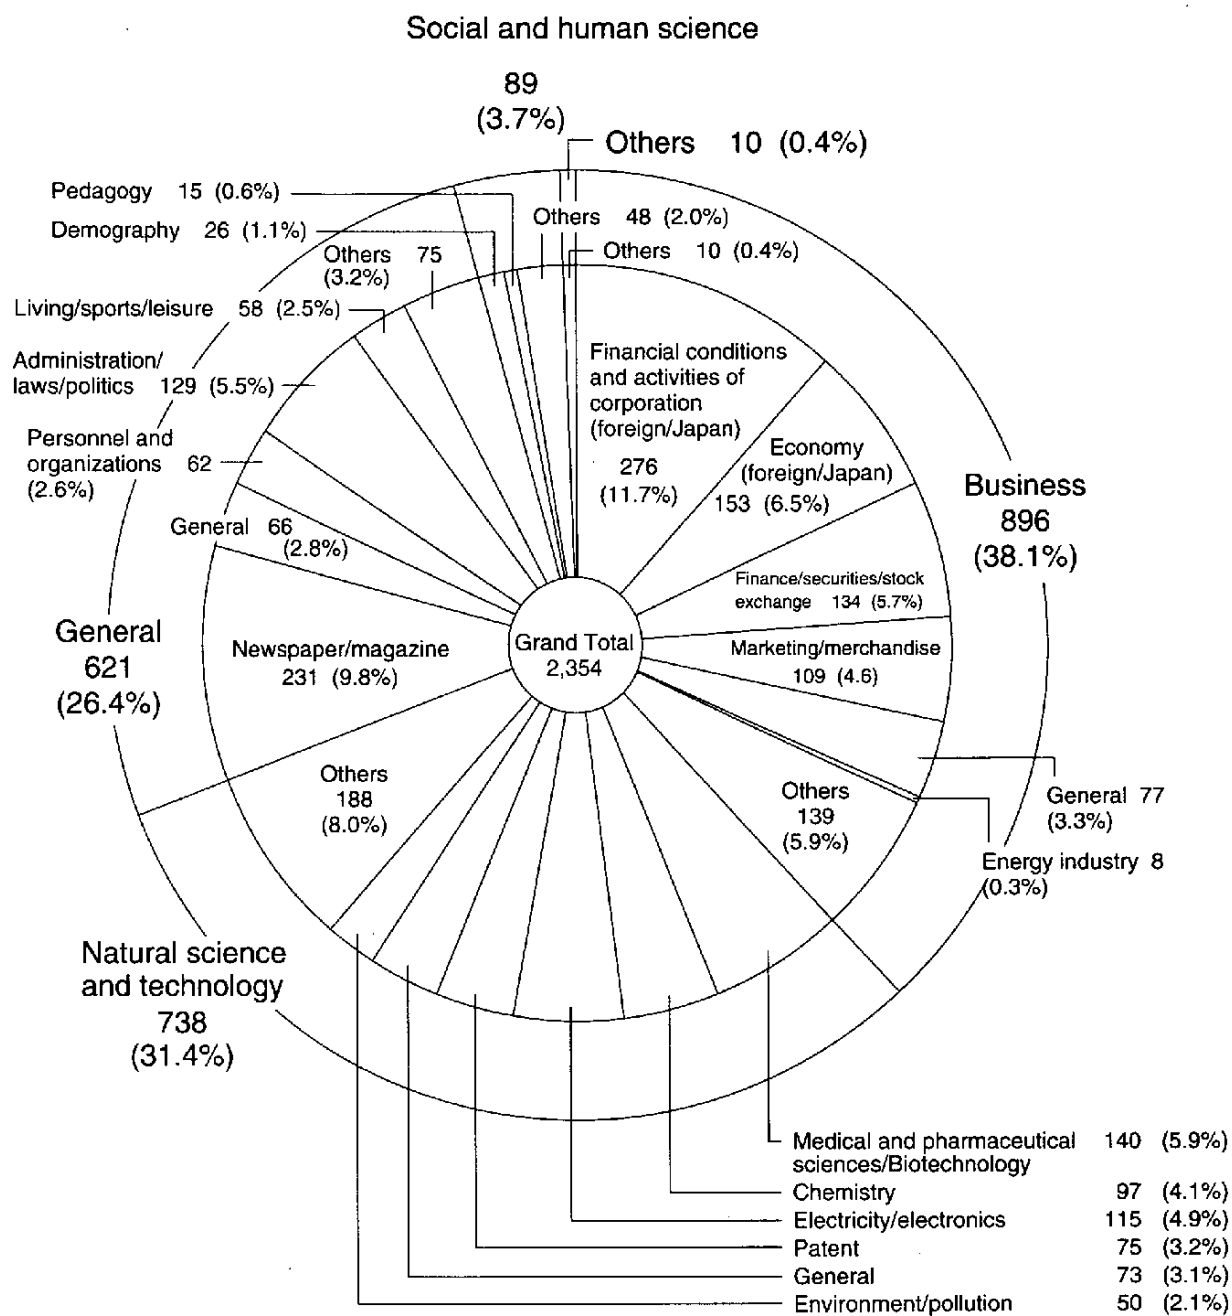 Social and human science
89
(3.7%)
Others 10 (0.4%)
Pedagogy 15 (0.6%)
Demography 26 (1.1%)
Others 75
(3.2%)
Others 48 (2.0%)
Others 10 (0.4%)
Living/sports/leisure 58 (2.5%)
Administration/
laws/politics 129 (5.5%)
Personnel and
organizations 62
(2.6%)
General 66
(2.8%)
Financial conditions
and activities of
corporation
(foreign/Japan)
276
(11.7%)
Economy
(foreign/Japan)
153 (6.5%)
Business
896
(38.1%)
Finance/securities/stock
exchange 134 (5.7%)
Marketing/merchandise
109 (4.6)
Grand Total
2,354
General
621
(26.4%)
Newspaper/magazine
231 (9.8%)
Others
188
(8.0%)
Others
139
(5.9%)
General 77
(3.3%)
Energy industry 8
(0.3%)
Natural science
and technology
738
(31.4%)
Medical and pharmaceutical 140 (5.9%)
sciences/Biotechnology
Chemistry 97 (4.1%)
Electricity/electronics 115 (4.9%)
Patent 75 (3.2%)
General 73 (3.1%)
Environment/pollution 50 (2.1%)